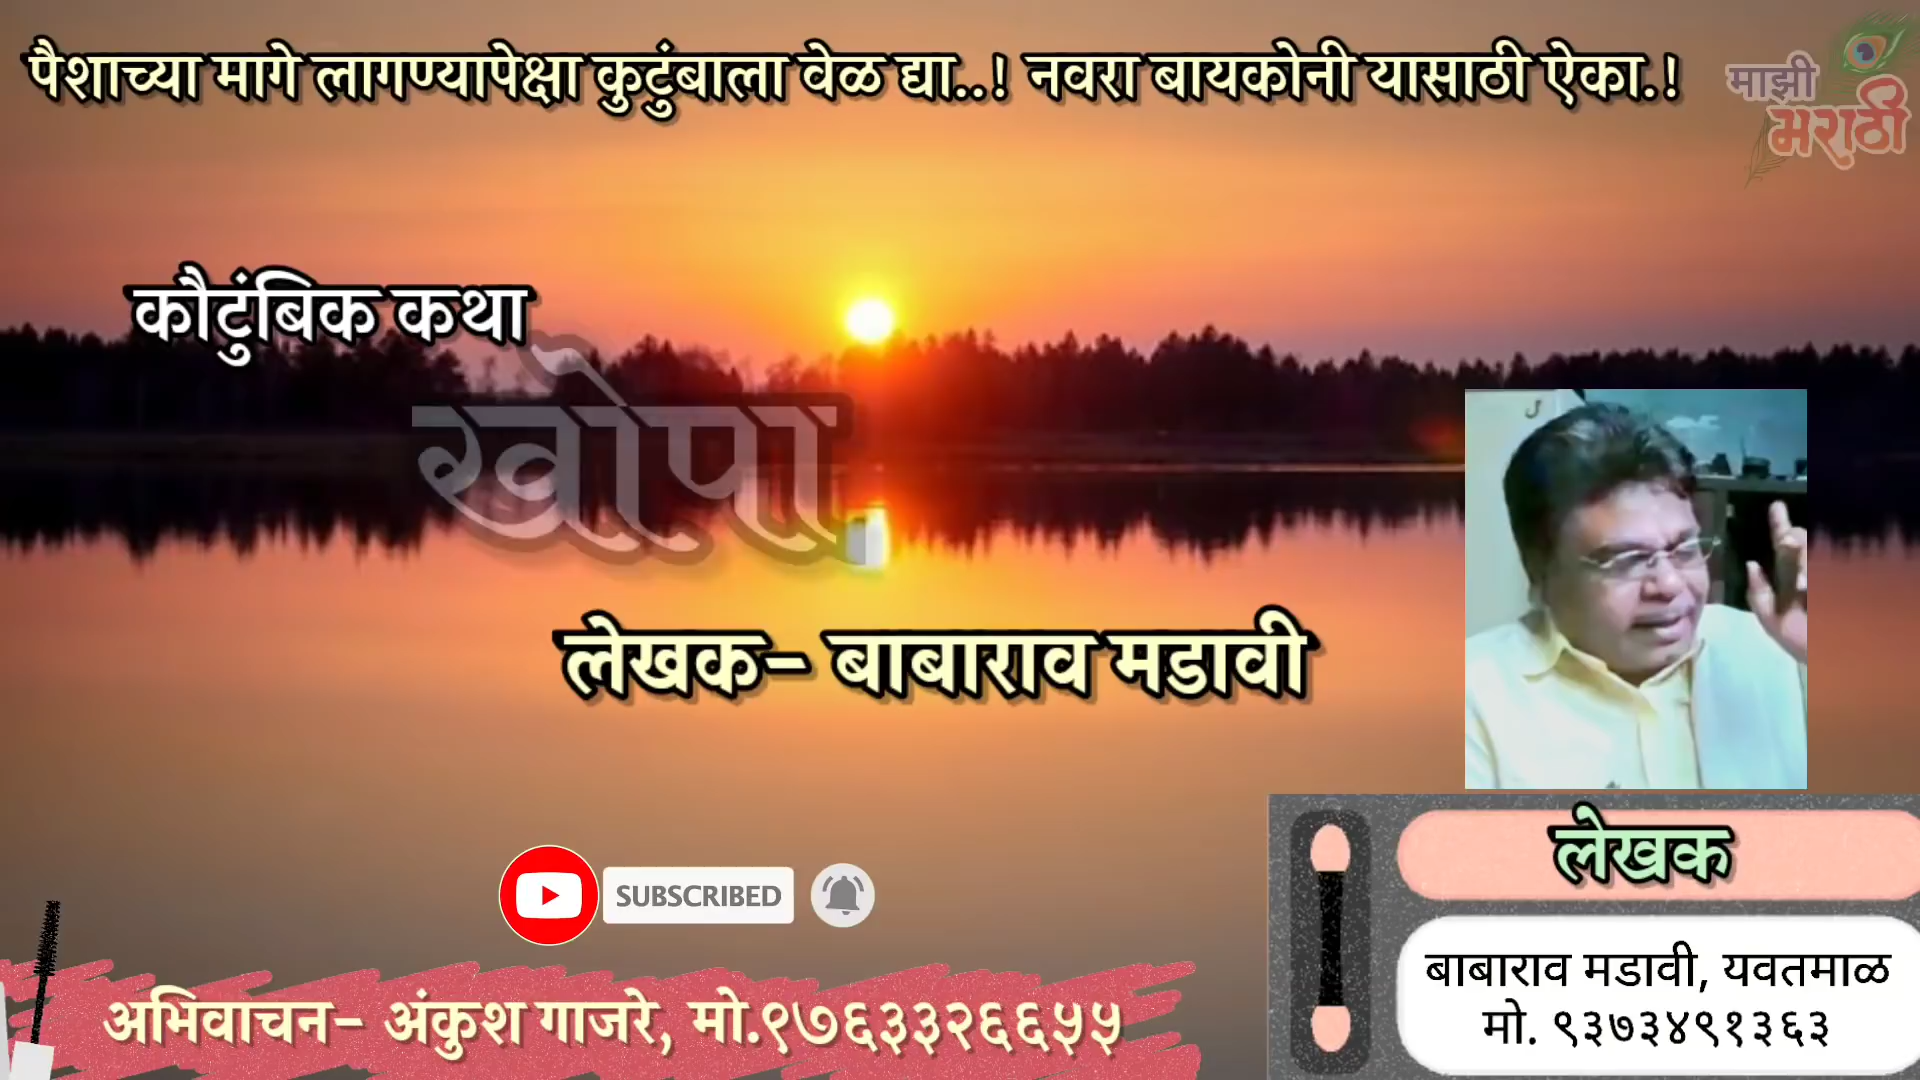 पैशाच्या मागे लागण्यापेक्षा कुटुंबाला वेळ द्या..! नवरा बायकोनी यासाठी ऐका.!
माझी
मराठी
कौटुंबिक कथा
खोपा
लेखक- बाबाराव मडावी
SUBSCRIBED
लेखक
बाबाराव मडावी, यवतमाळ
मो. ९३७३४९१३६३
अभिवाचन- अंकुश गाजरे, मो.९७६३३२६६५५